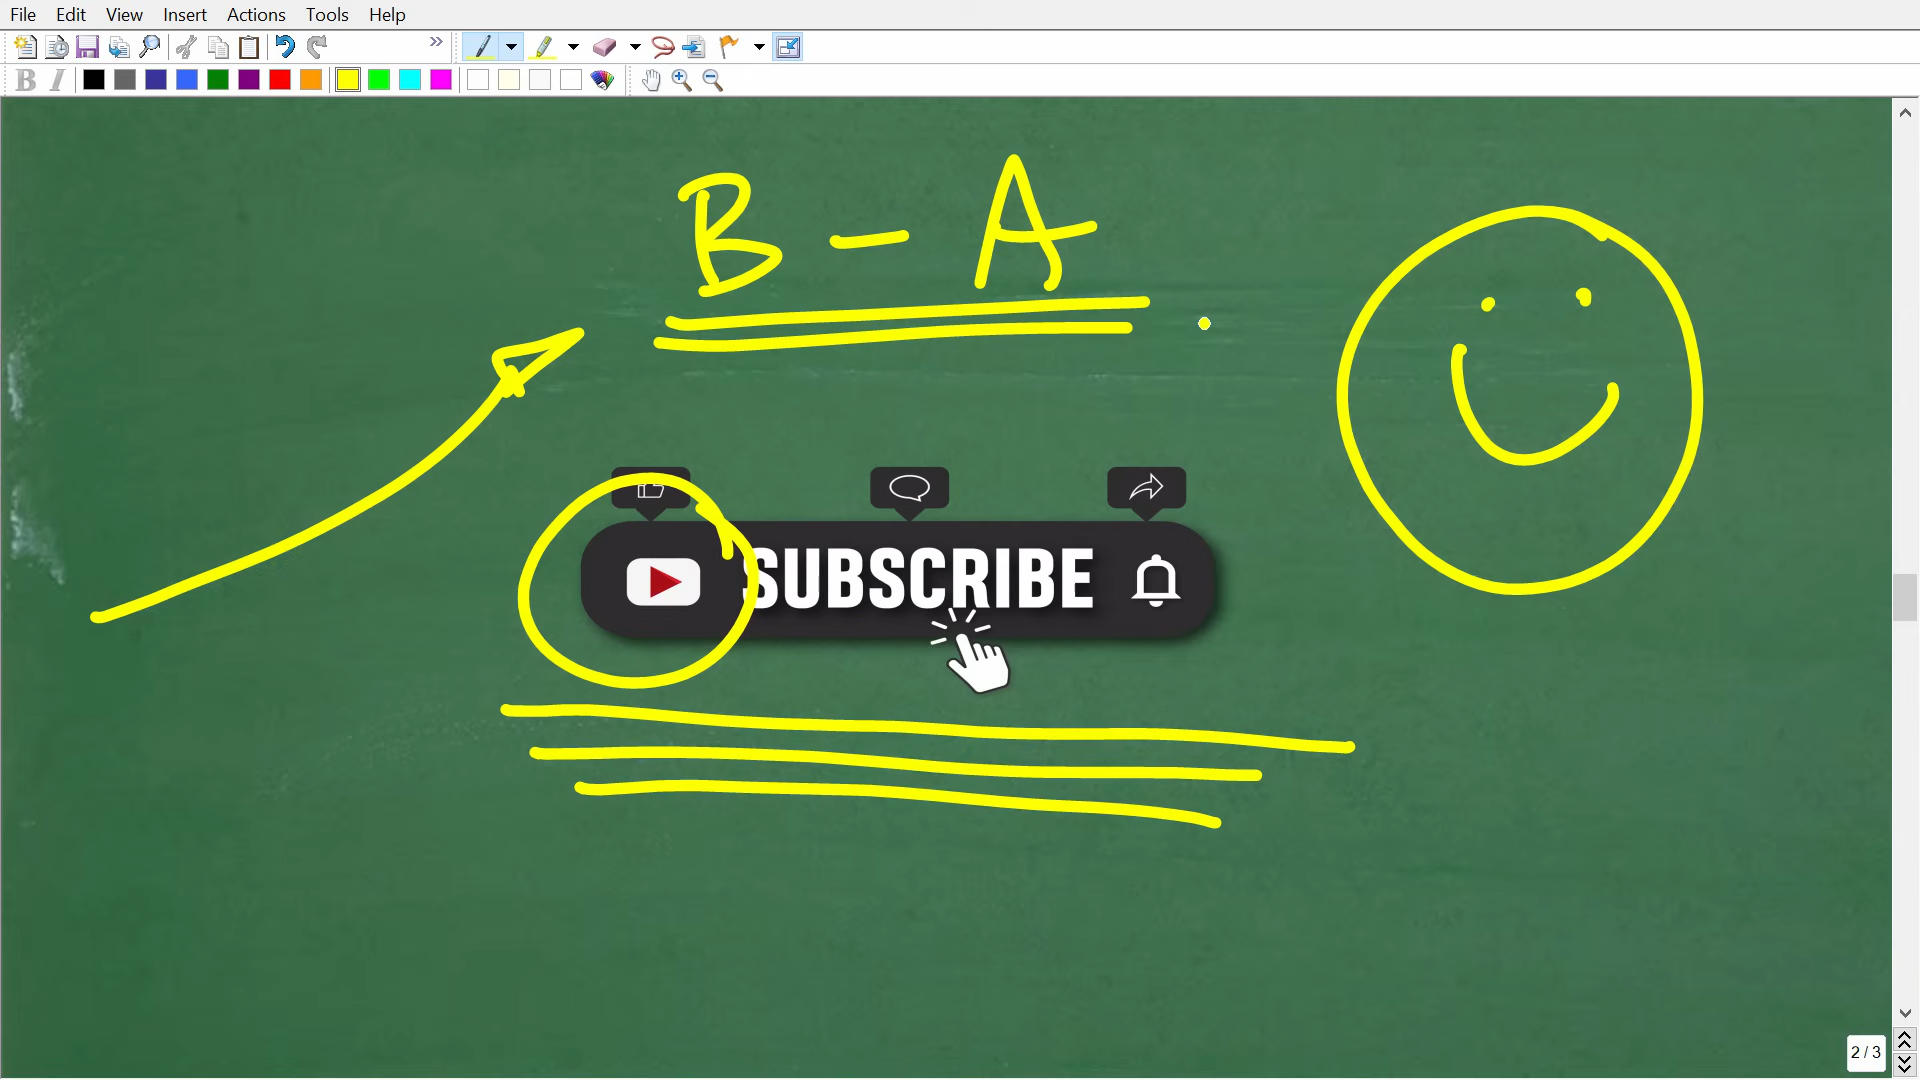 File Edit View Insert Actions Tools Help
B I
B - A
SUBSCRIBE
2 / 3